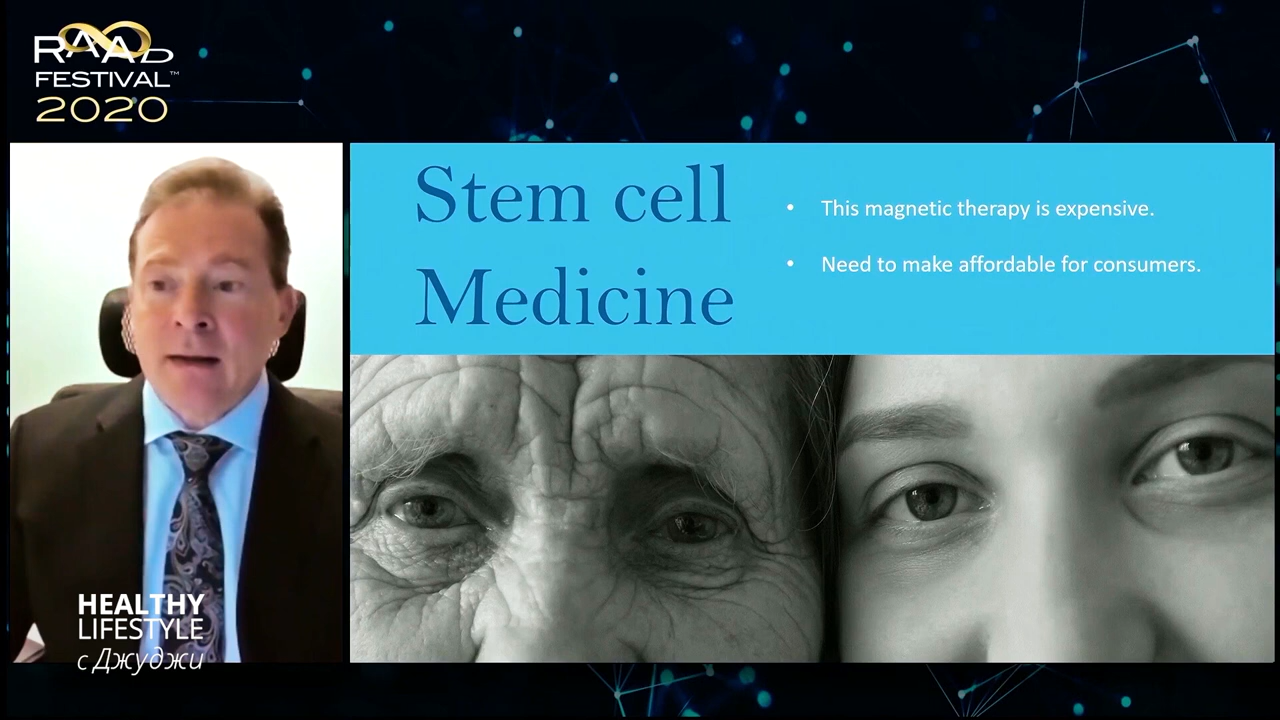 RAAD
FESTIVAL™
2020
Stem cell
Medicine
• This magnetic therapy is expensive.
• Need to make affordable for consumers.
HEALTHY
LIFESTYLE
с Джуджи